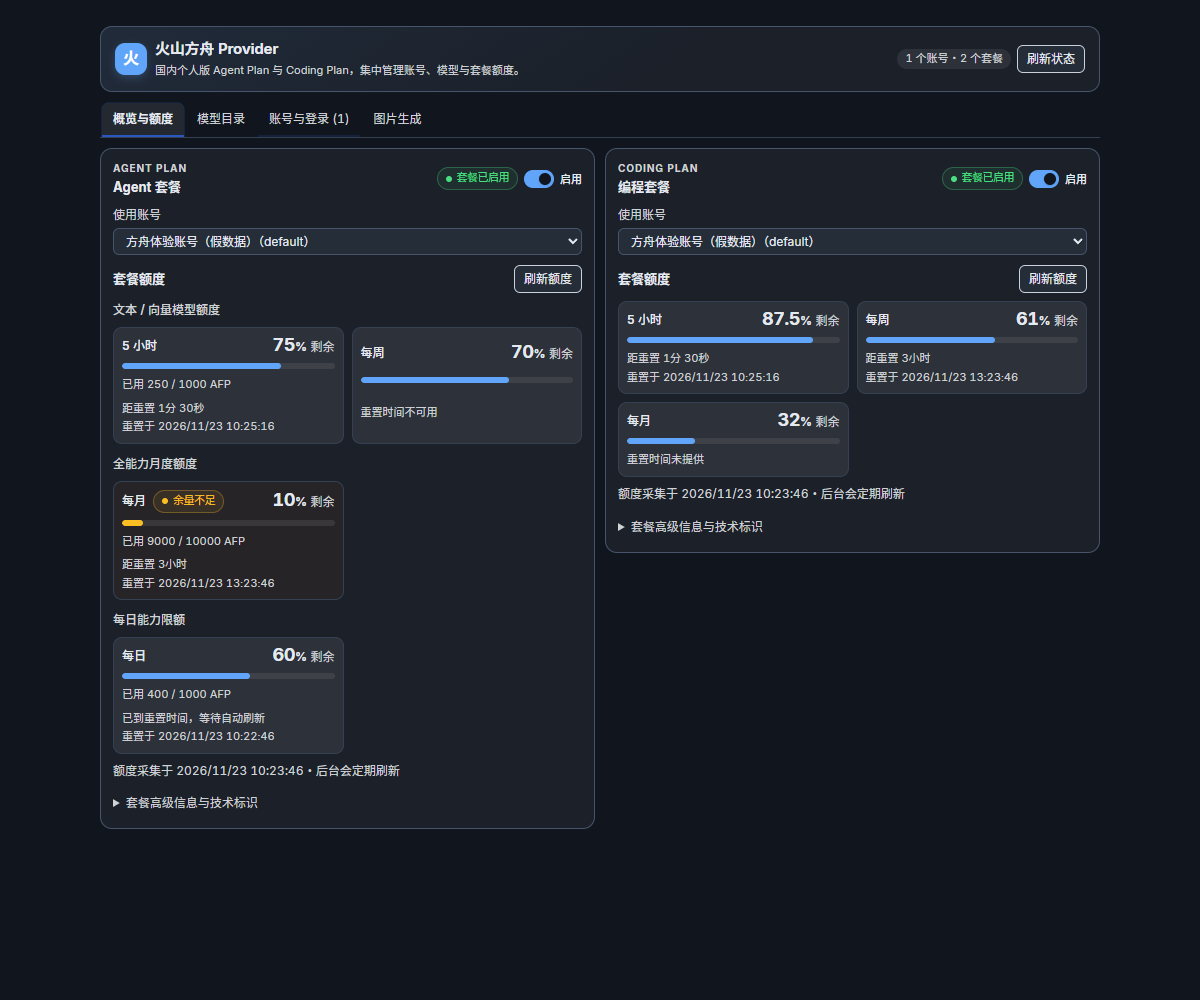 火
火山方舟 Provider
国内个人版 Agent Plan 与 Coding Plan，集中管理账号、模型与套餐额度。
1 个账号・2 个套餐
刷新状态
概览与额度
模型目录
账号与登录 (1)
图片生成
AGENT PLAN
Agent 套餐
套餐已启用
启用
使用账号
方舟体验账号（假数据）（default）
套餐额度
刷新额度
文本 / 向量模型额度
5 小时
75% 剩余
已用 250 / 1000 AFP
距重置 1分 30秒
重置于 2026/11/23 10:25:16
每周
70% 剩余
重置时间不可用
全能力月度额度
每月
余量不足
10% 剩余
已用 9000 / 10000 AFP
距重置 3小时
重置于 2026/11/23 13:23:46
每日能力限额
每日
60% 剩余
已用 400 / 1000 AFP
已到重置时间，等待自动刷新
重置于 2026/11/23 10:22:46
额度采集于 2026/11/23 10:23:46・后台会定期刷新
套餐高级信息与技术标识
CODING PLAN
编程套餐
套餐已启用
启用
使用账号
方舟体验账号（假数据）（default）
套餐额度
刷新额度
5 小时
87.5% 剩余
距重置 1分 30秒
重置于 2026/11/23 10:25:16
每周
61% 剩余
距重置 3小时
重置于 2026/11/23 13:23:46
每月
32% 剩余
重置时间未提供
额度采集于 2026/11/23 10:23:46・后台会定期刷新
套餐高级信息与技术标识